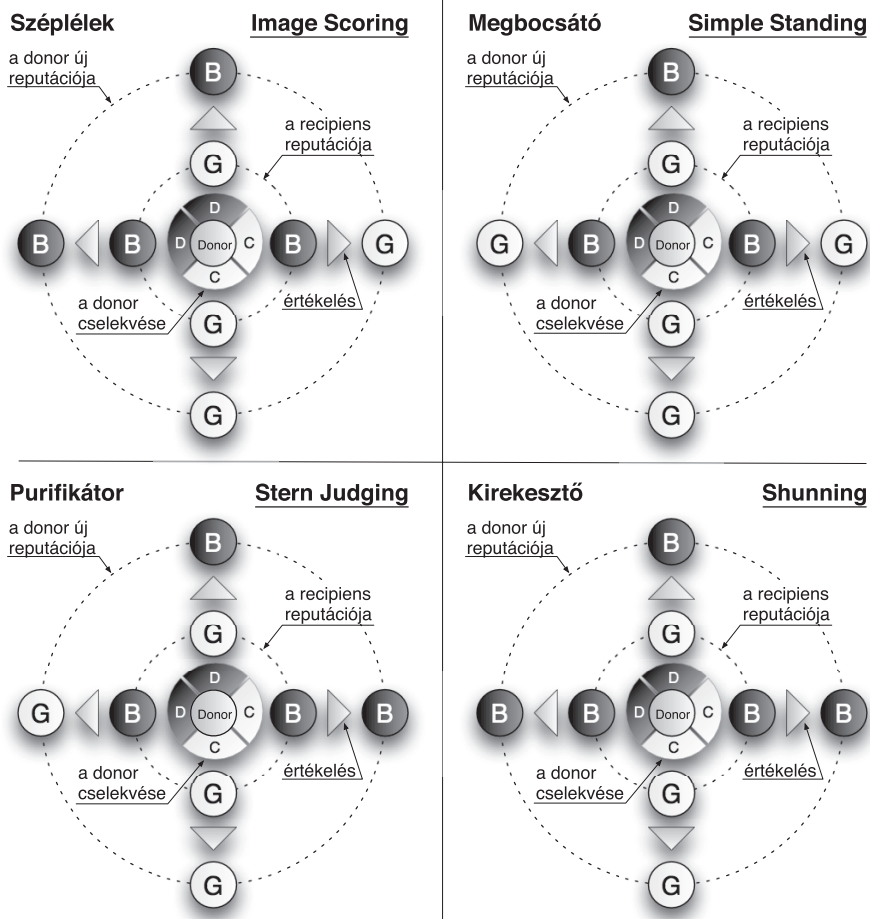 Széplélek
Image Scoring
a donor új
reputációja
B
a recipiens
reputációja
G
D
B
B
D
Donor
C
B
G
C
a donor
cselekvése
értékelés
G
G
Megbocsátó
Simple Standing
a donor új
reputációja
B
a recipiens
reputációja
G
D
G
B
D
Donor
C
B
G
C
a donor
cselekvése
értékelés
G
G
Purifikátor
Stern Judging
a donor új
reputációja
B
a recipiens
reputációja
G
D
G
B
D
Donor
C
B
B
C
a donor
cselekvése
értékelés
G
G
Kirekesztő
Shunning
a donor új
reputációja
B
a recipiens
reputációja
G
D
B
B
D
Donor
C
B
B
C
a donor
cselekvése
értékelés
G
G